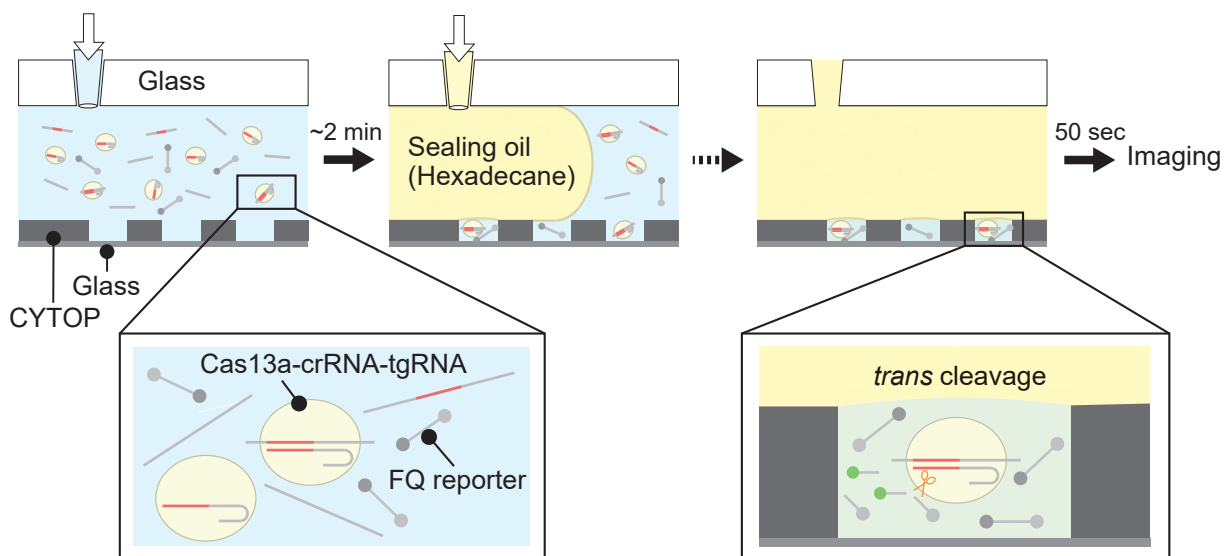 Glass
~2 min
Sealing oil
(Hexadecane)
50 sec
Imaging
Glass
CYTOP
Cas13a-crRNA-tgRNA
FQ reporter
trans cleavage